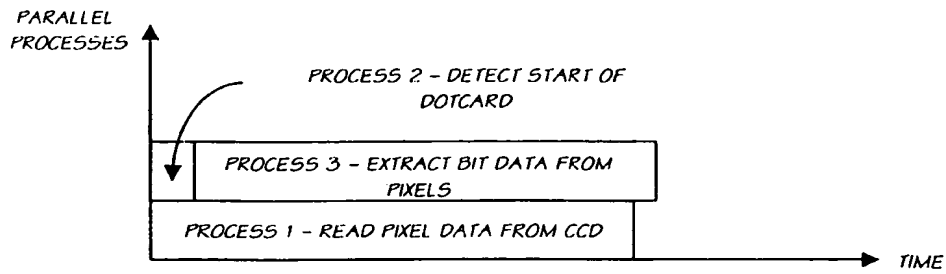 PARALLEL
PROCESSES
PROCESS 2 - DETECT START OF
DOTCARD
PROCESS 3 - EXTRACT BIT DATA FROM
PIXELS
PROCESS 1 - READ PIXEL DATA FROM CCD
TIME